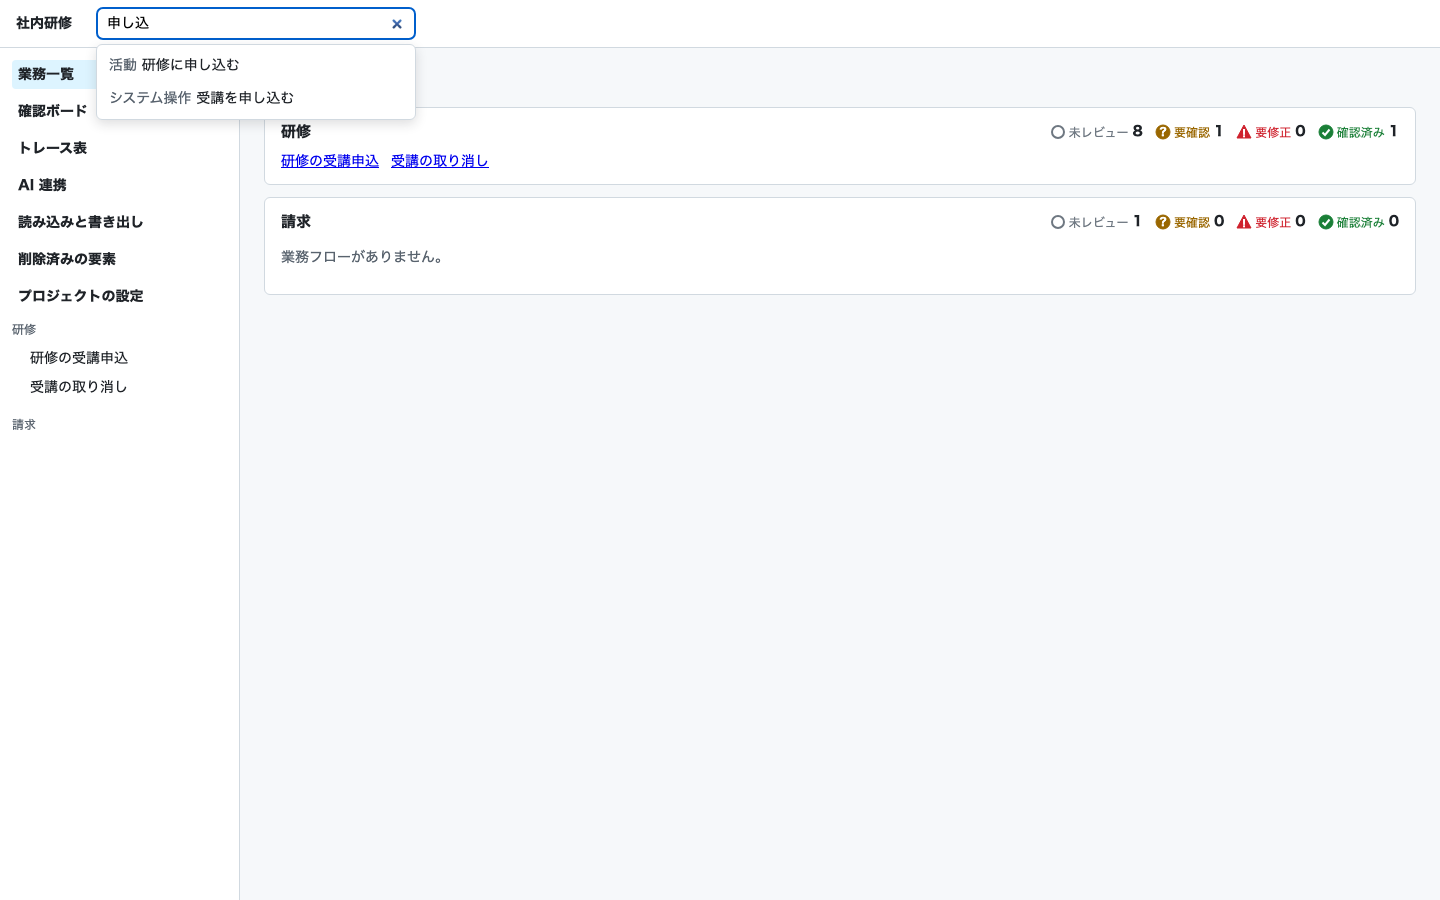 社内研修
申し込
活動 研修に申し込む
システム操作 受講を申し込む
業務一覧
確認ボード
トレース表
AI 連携
読み込みと書き出し
削除済みの要素
プロジェクトの設定
研修
研修の受講申込
受講の取り消し
請求
研修
未レビュー 8 要確認 1 要修正 0 確認済み 1
研修の受講申込 受講の取り消し
請求
未レビュー 1 要確認 0 要修正 0 確認済み 0
業務フローがありません。